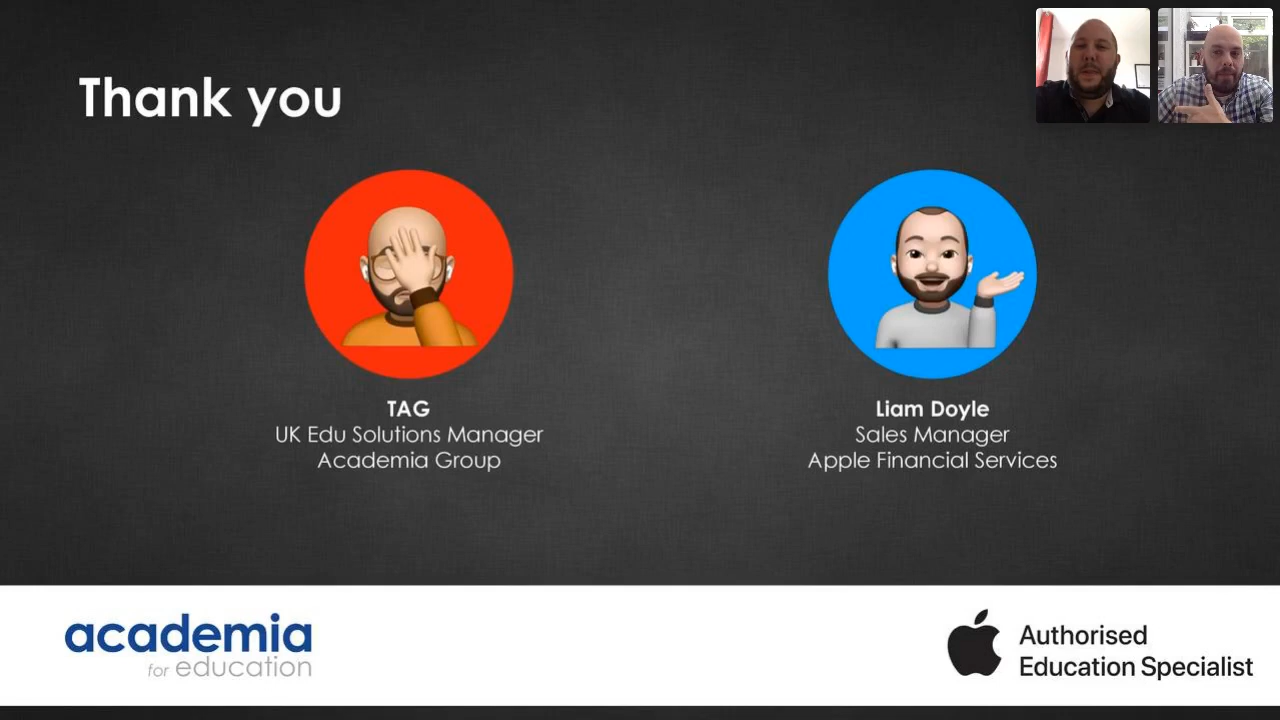 Thank you
TAG
UK Edu Solutions Manager
Academia Group
Liam Doyle
Sales Manager
Apple Financial Services
academia
for education
Authorised
Education Specialist